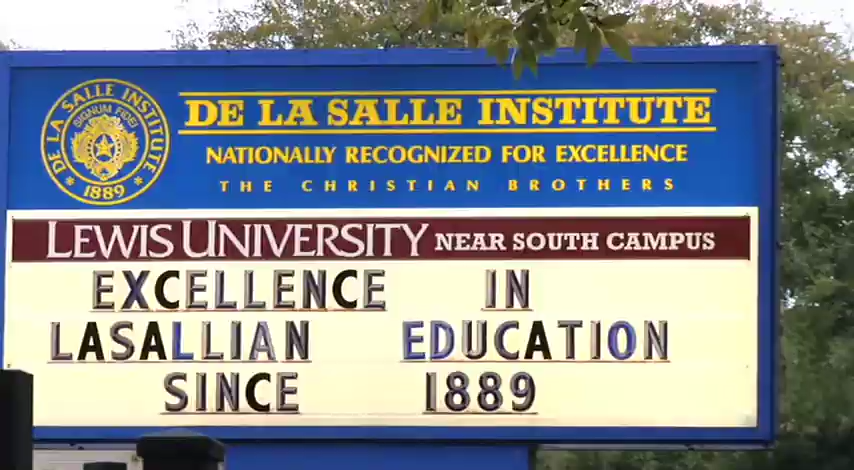 DE LA SALLE INSTITUTE
SIGNUM FIDEI
1889
DE LA SALLE INSTITUTE
NATIONALLY RECOGNIZED FOR EXCELLENCE
THE CHRISTIAN BROTHERS
LEWIS UNIVERSITY NEAR SOUTH CAMPUS
EXCELLENCE IN
LASALLIAN EDUCATION
SINCE 1889